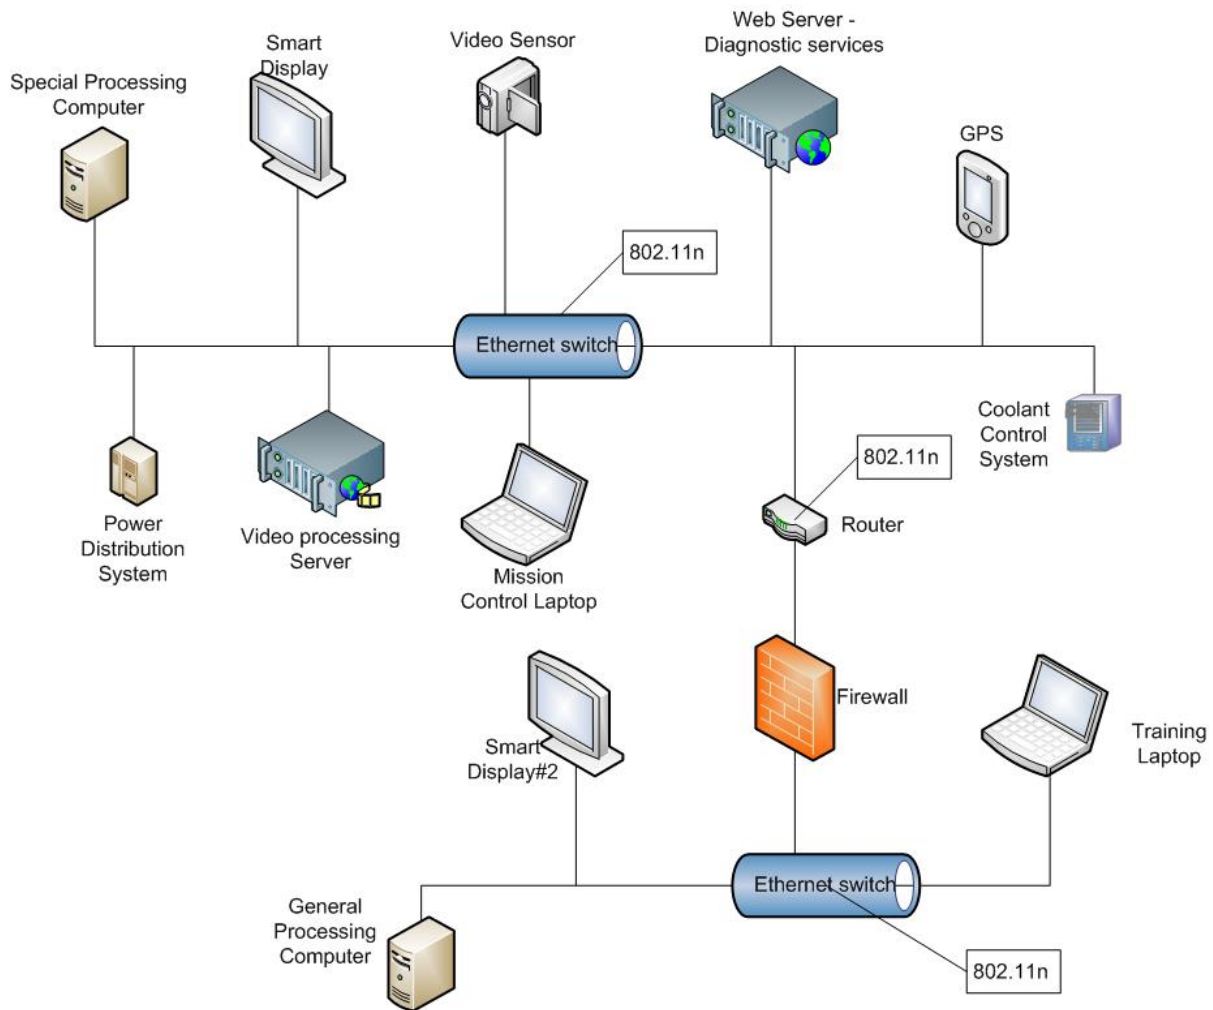 Special Processing
Computer
Smart
Display
Video Sensor
Web Server -
Diagnostic services
GPS
802.11n
Ethernet switch
Power
Distribution
System
Video processing
Server
Mission
Control Laptop
802.11n
Router
Coolant
Control
System
Smart
Display#2
Firewall
Training
Laptop
General
Processing
Computer
Ethernet switch
802.11n